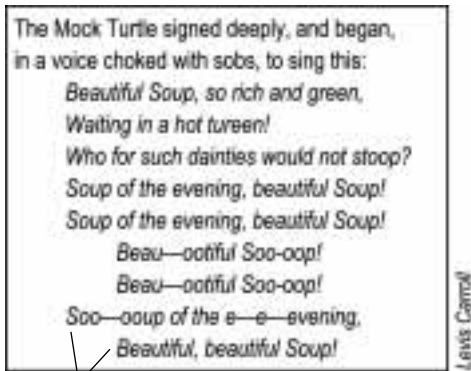 The Mock Turtle signed deeply, and began,
in a voice choked with sobs, to sing this:
Beautiful Soup, so rich and green,
Waiting in a hot tureen!
Who for such dainties would not stoop?
Soup of the evening, beautiful Soup!
Soup of the evening, beautiful Soup!
Beau—ootiful Soo-oop!
Beau—ootiful Soo-oop!
Soo—ooup of the e—e—evening,
Beautiful, beautiful Soup!
Lewis Carroll